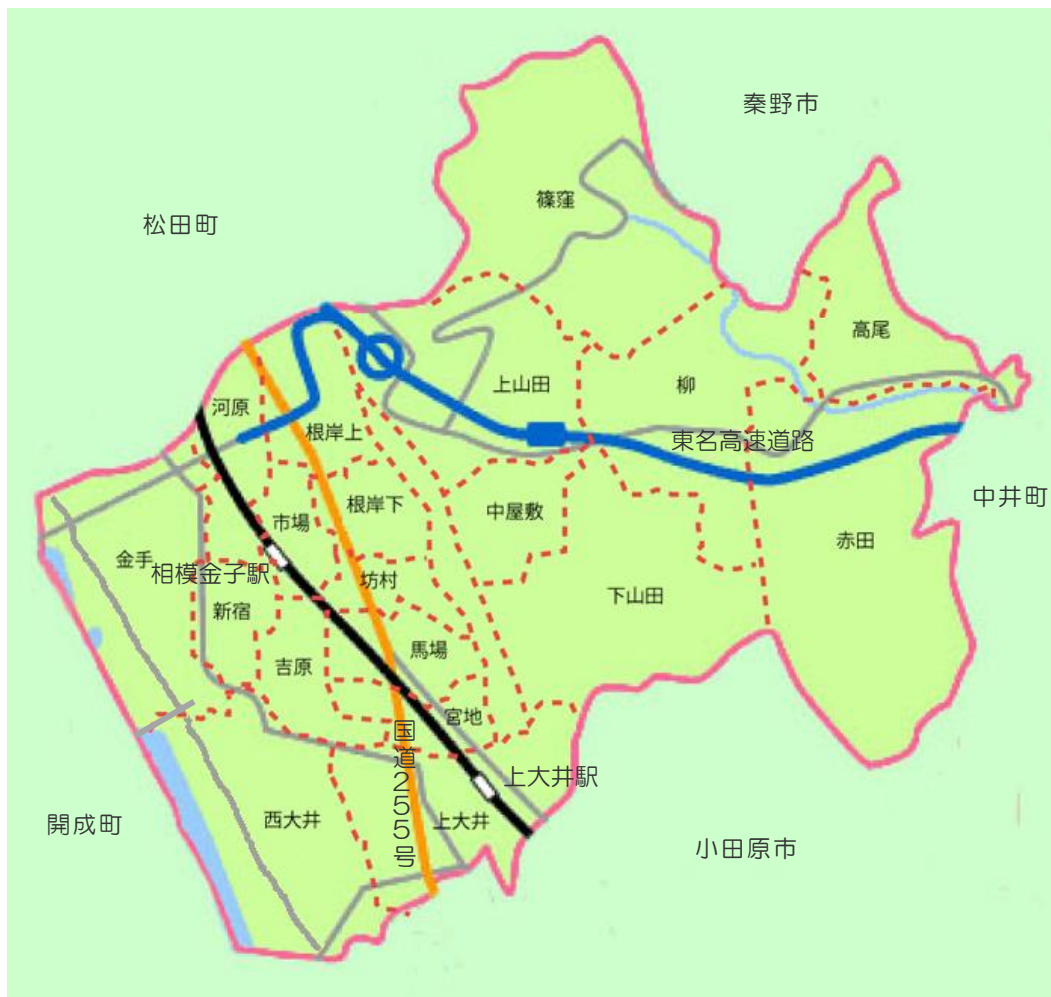 秦野市
篠窪
松田町
高尾
上山田
柳
河原
根岸上
東名高速道路
中井町
根岸下
中屋敷
市場
赤田
金手
相模金子駅
坊村
下山田
新宿
馬場
吉原
宮地
国道255号
上大井駅
西大井
上大井
開成町
小田原市